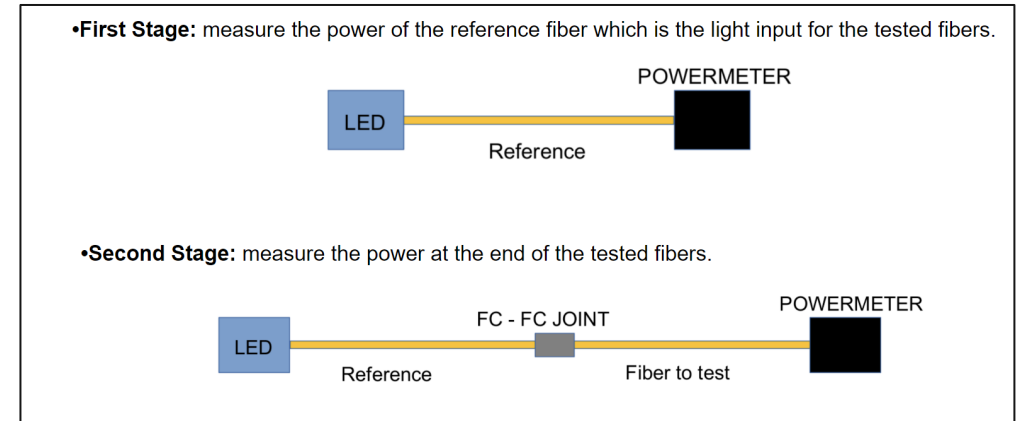 •First Stage: measure the power of the reference fiber which is the light input for the tested fibers.
POWERMETER
LED
Reference
•Second Stage: measure the power at the end of the tested fibers.
POWERMETER
FC - FC JOINT
LED
Reference
Fiber to test